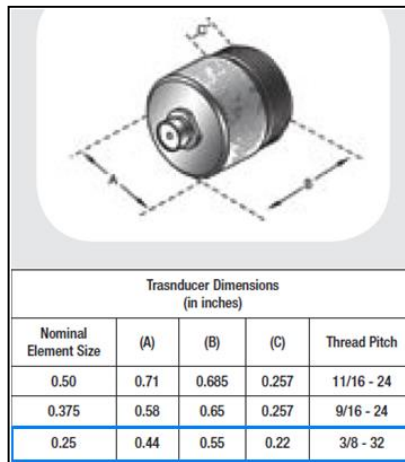 C
A
B
Trasnducer Dimensions
(in inches)
Nominal Element Size (A) (B) (C) Thread Pitch
0.50 0.71 0.685 0.257 11/16 - 24
0.375 0.58 0.65 0.257 9/16 - 24
0.25 0.44 0.55 0.22 3/8 - 32